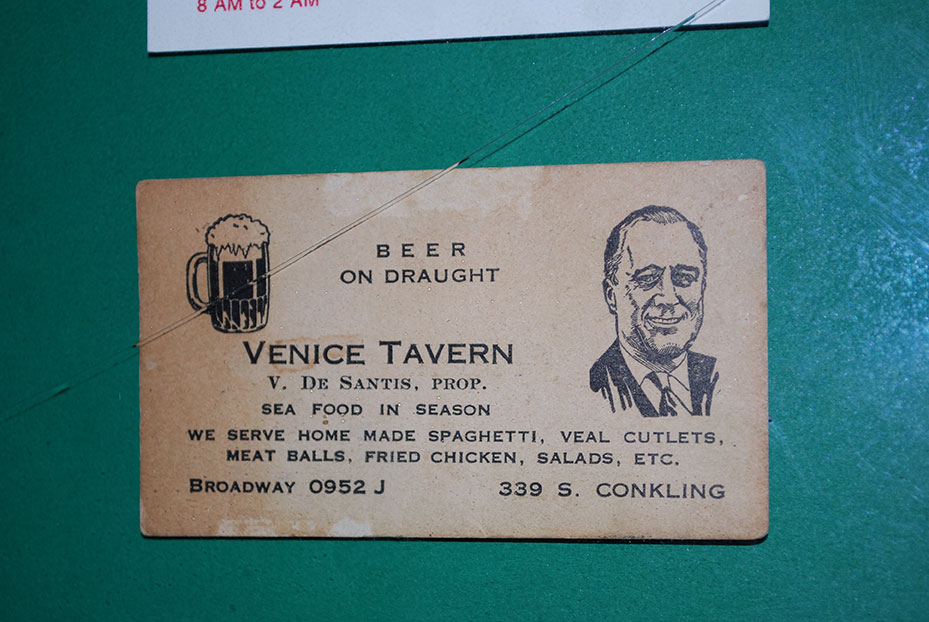 8 AM to 2 AM
BEER
ON DRAUGHT
VENICE TAVERN
V. DE SANTIS, PROP.
SEA FOOD IN SEASON
WE SERVE HOME MADE SPAGHETTI, VEAL CUTLETS,
MEAT BALLS, FRIED CHICKEN, SALADS, ETC.
BROADWAY 0952 J
339 S. CONKLING